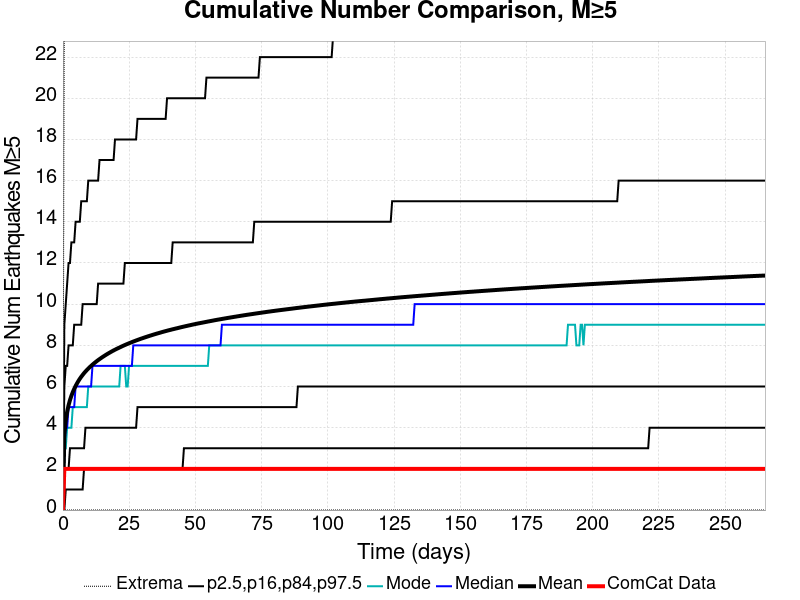 Cumulative Number Comparison, M≥5
Cumulative Num Earthquakes M≥5
22
20
18
16
14
12
10
8
6
4
2
0
0 25 50 75 100 125 150 175 200 225 250
Time (days)
Extrema p2.5,p16,p84,p97.5 Mode Median Mean ComCat Data